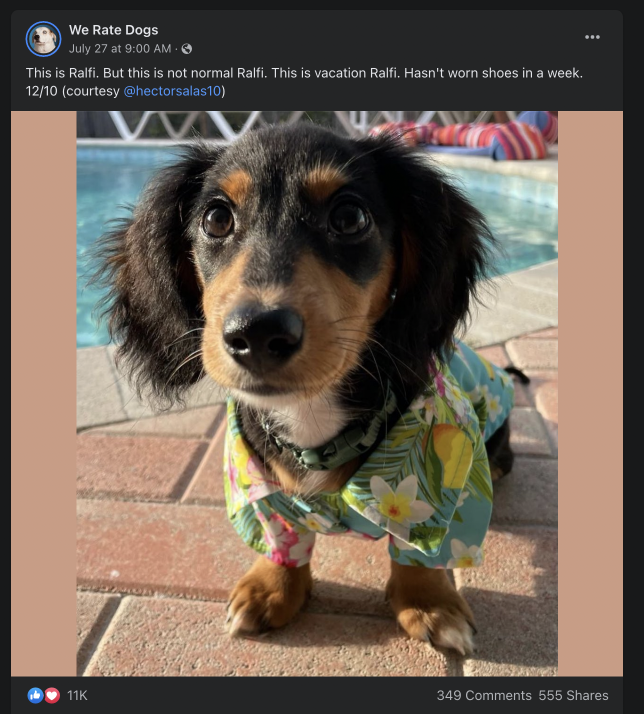 We Rate Dogs
July 27 at 9:00 AM ·
This is Ralfi. But this is not normal Ralfi. This is vacation Ralfi. Hasn't worn shoes in a week.
12/10 (courtesy @hectorsalas10)
11K
349 Comments 555 Shares